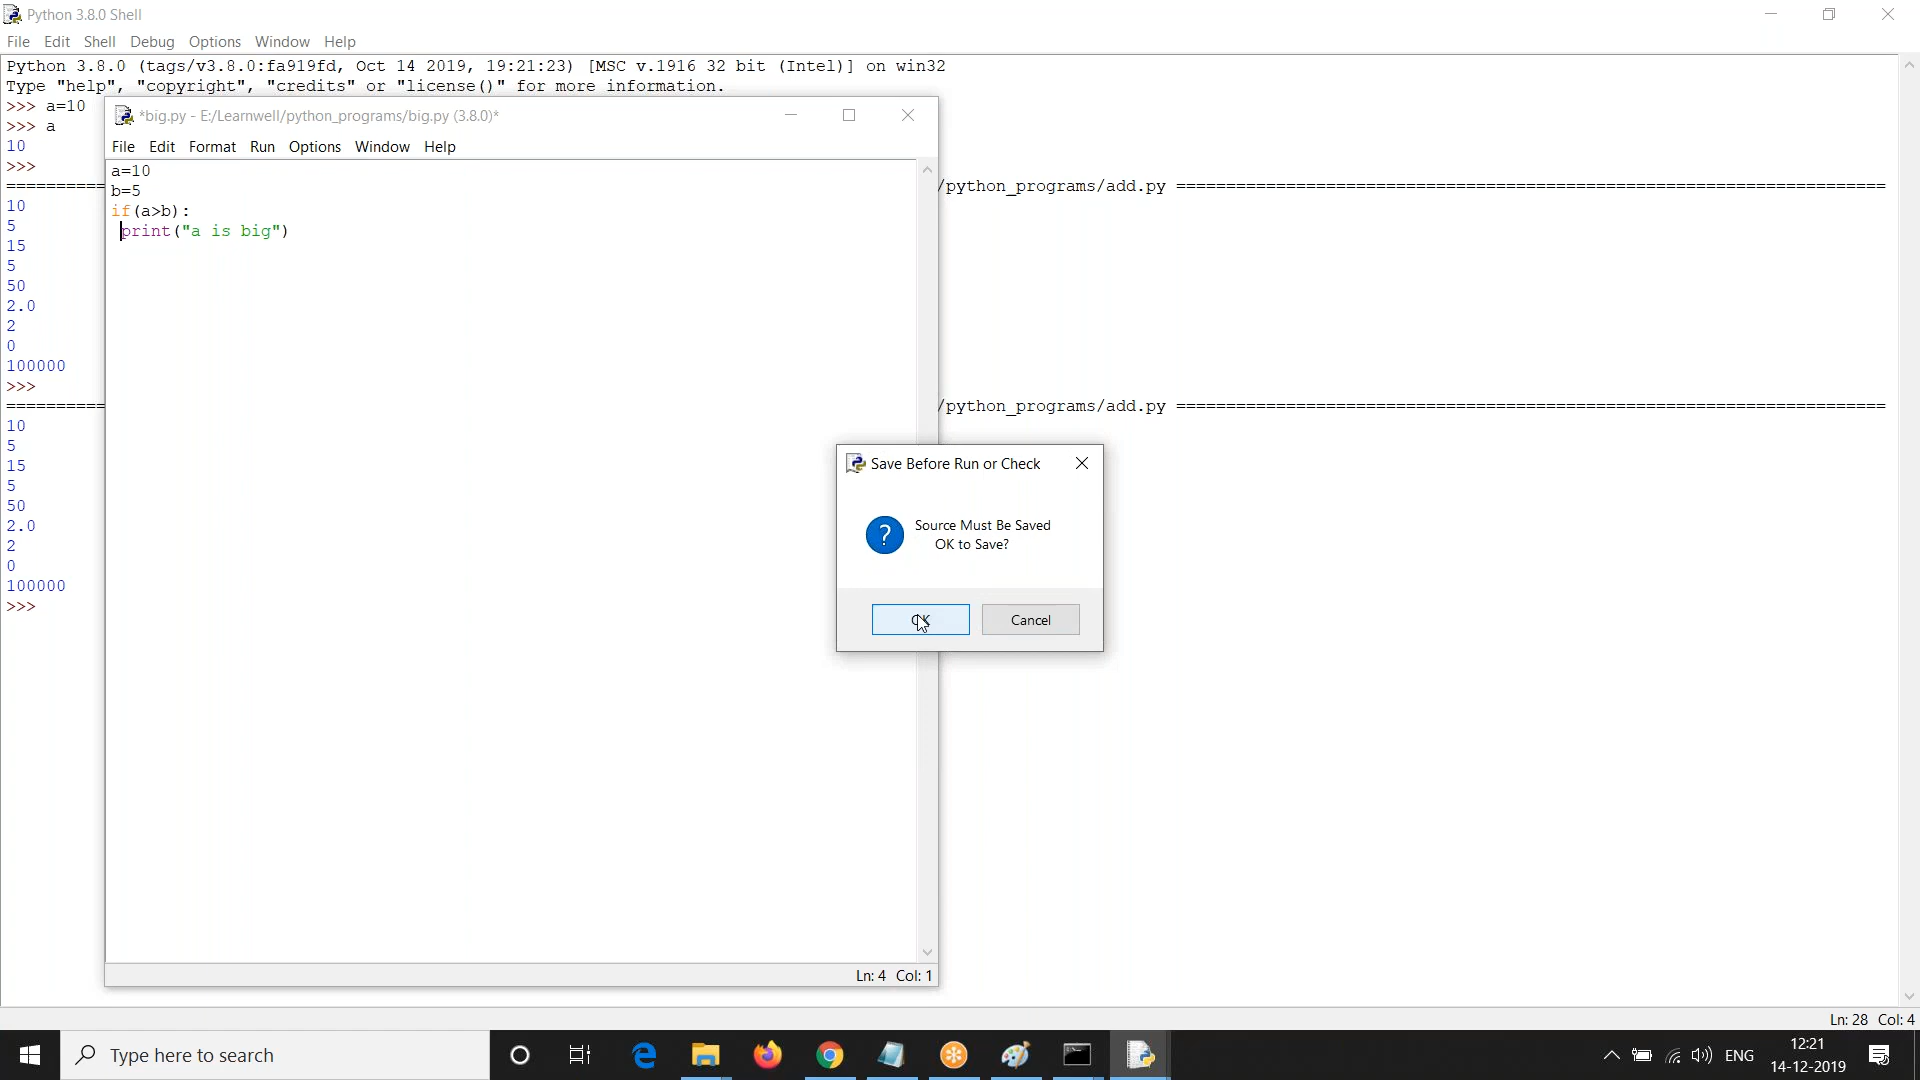 Python 3.8.0 Shell
File Edit Shell Debug Options Window Help
Python 3.8.0 (tags/v3.8.0:fa919fd, Oct 14 2019, 19:21:23) [MSC v.1916 32 bit (Intel)] on win32
Type "help", "copyright", "credits" or "license()" for more information.
>>> a=10
>>> a
10
>>>
========== /python_programs/add.py =======================================================================
10
5
15
5
50
2.0
2
0
100000
>>>
========== /python_programs/add.py =======================================================================
10
5
15
5
50
2.0
2
0
100000
>>>
*big.py - E:/Learnwell/python_programs/big.py (3.8.0)*
File Edit Format Run Options Window Help
a=10
b=5
if(a>b):
 print("a is big")
Ln: 4 Col: 1
Save Before Run or Check
?
Source Must Be Saved
OK to Save?
OK Cancel
Ln: 28 Col: 4
Type here to search
ENG
12:21
14-12-2019